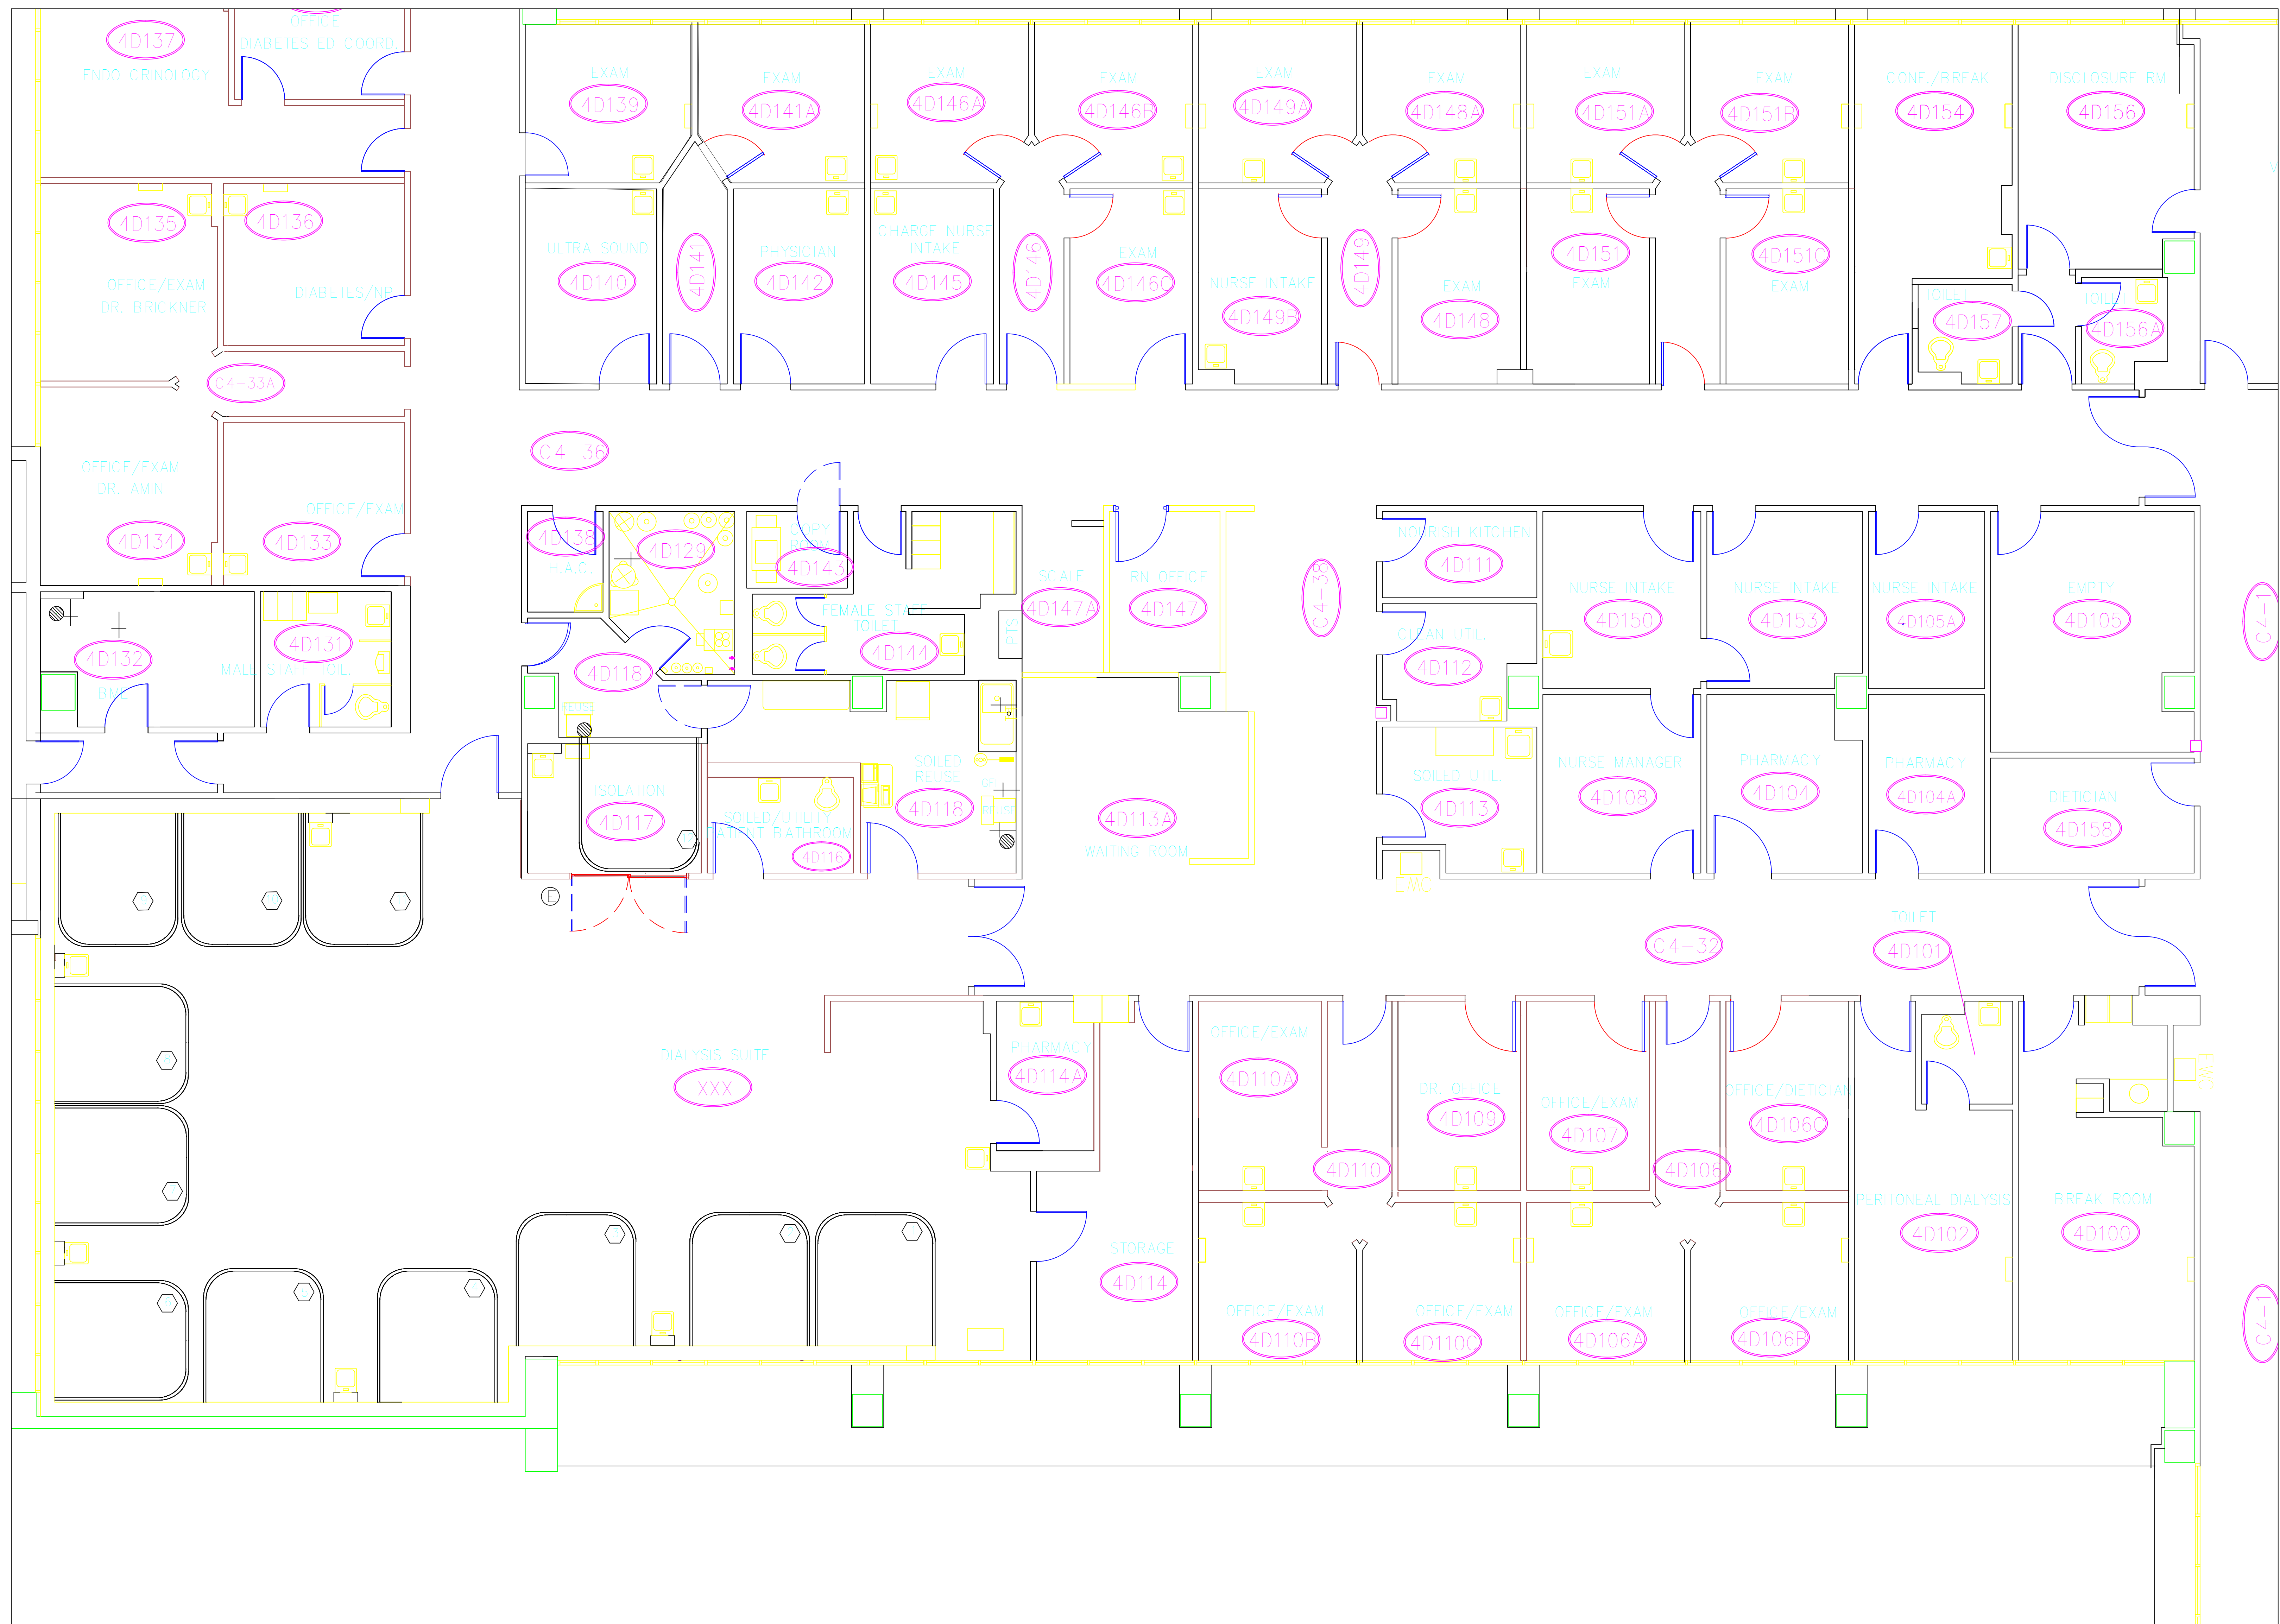 OFFICE
DIABETES ED COORD.
4D137
ENDO CRINOLOGY
EXAM
4D139
EXAM
4D141A
EXAM
4D146A
EXAM
4D146B
EXAM
4D149A
EXAM
4D148A
EXAM
4D151A
EXAM
4D151B
CONF./BREAK
4D154
DISCLOSURE RM
4D156
4D135
OFFICE/EXAM
DR. BRICKNER
4D136
DIABETES/NP
ULTRA SOUND
4D140
4D141
PHYSICIAN
4D142
CHARGE NURSE
INTAKE
4D145
4D146
EXAM
4D146C
NURSE INTAKE
4D149B
4D149
EXAM
4D148
4D151
EXAM
4D151C
EXAM
TOILET
4D157
TOILET
4D156A
C4-33A
C4-36
OFFICE/EXAM
DR. AMIN
4D134
OFFICE/EXAM
4D133
4D138
H.A.C.
4D129
COPY
ROOM
4D143
FEMALE STAFF
TOILET
4D144
SCALE
4D147A
PTS
RN OFFICE
4D147
C4-38
NOURISH KITCHEN
4D111
CLEAN UTIL.
4D112
NURSE INTAKE
4D150
NURSE INTAKE
4D153
NURSE INTAKE
4D105A
EMPTY
4D105
C4-1
4D132
4D131
MALE STAFF TOIL.
4D118
REUSE
ISOLATION
4D117
SOILED/UTILITY
PATIENT BATHROOM
4D116
SOILED
REUSE
4D118
REUSE
4D113A
WAITING ROOM
SOILED UTIL.
4D113
EWC
NURSE MANAGER
4D108
PHARMACY
4D104
PHARMACY
4D104A
DIETICIAN
4D158
E
C4-32
TOILET
4D101
DIALYSIS SUITE
XXX
PHARMACY
4D114A
OFFICE/EXAM
4D110A
DR. OFFICE
4D109
OFFICE/EXAM
4D107
OFFICE/DIETICIAN
4D106C
EWC
4D110
4D106
PERITONEAL DIALYSIS
4D102
BREAK ROOM
4D100
STORAGE
4D114
OFFICE/EXAM
4D110B
OFFICE/EXAM
4D110C
OFFICE/EXAM
4D106A
OFFICE/EXAM
4D106B
C4-1